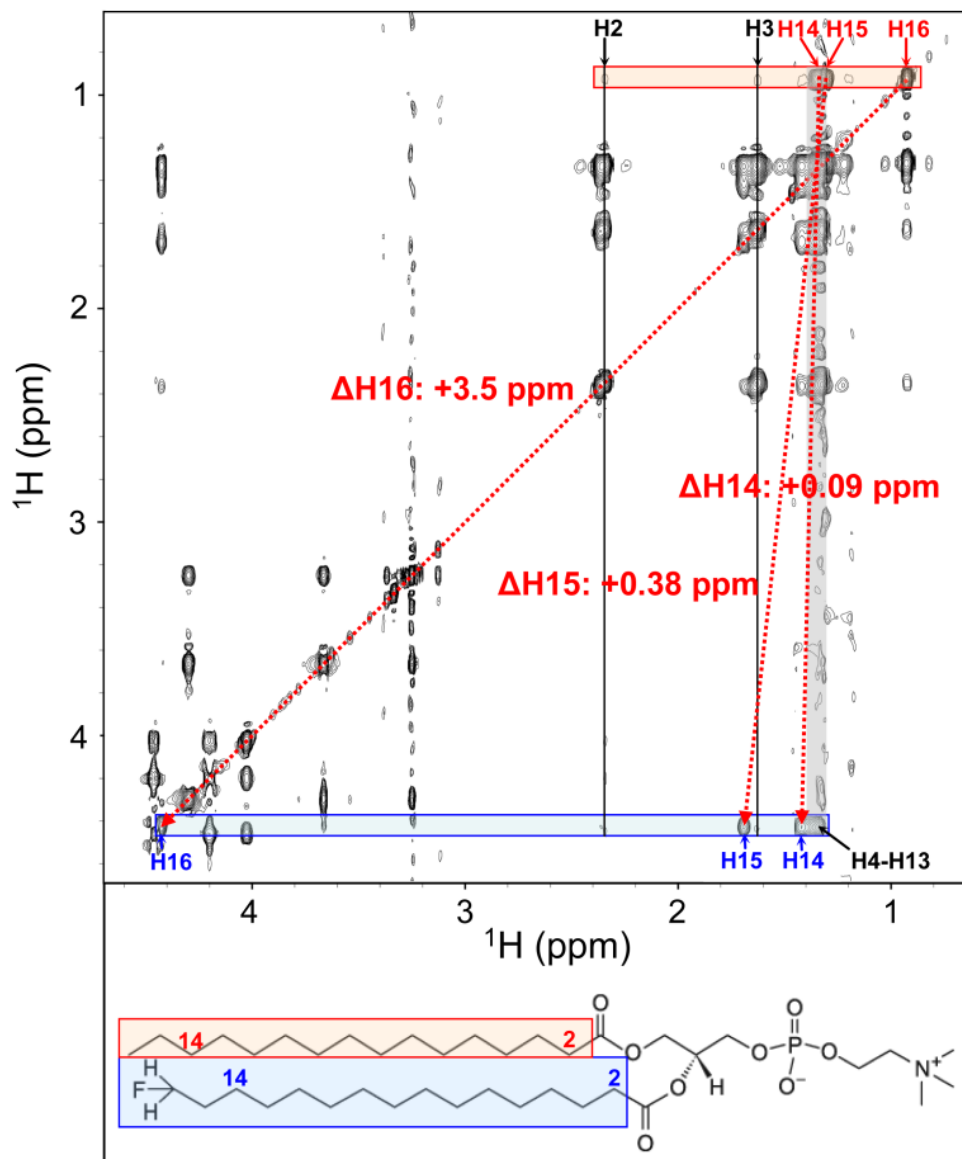 H2 H3 H14 H15 H16
1
2
ΔH16: +3.5 ppm
¹H (ppm)
ΔH14: +0.09 ppm
3
ΔH15: +0.38 ppm
4
H16 H15 H14 H4-H13
4 3 2 1
¹H (ppm)
14 2 O O
O O P O
H 14 2 O⁻ N+
F O H
H
O